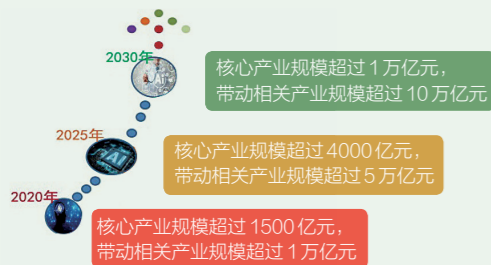 2030年
核心产业规模超过1万亿元，
带动相关产业规模超过10万亿元
2025年
核心产业规模超过4000亿元，
带动相关产业规模超过5万亿元
2020年
核心产业规模超过1500亿元，
带动相关产业规模超过1万亿元
AI